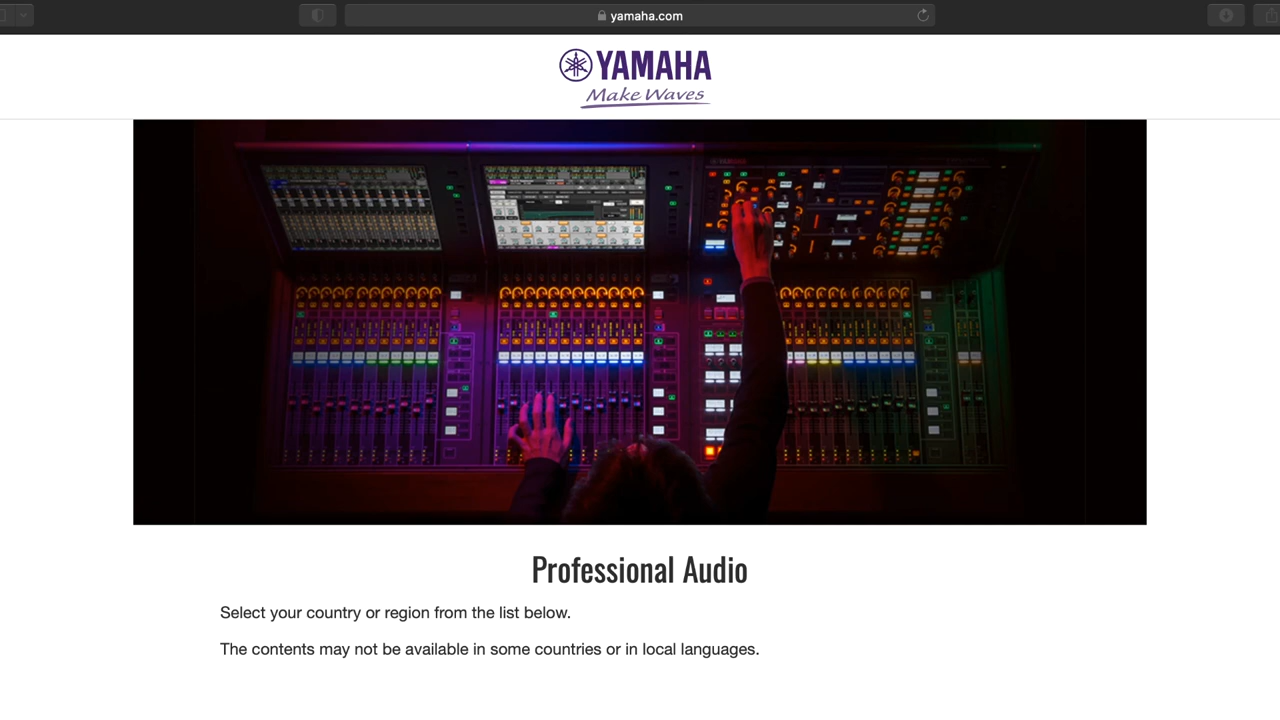 yamaha.com
YAMAHA
Make Waves
YAMAHA
Professional Audio
Select your country or region from the list below.
The contents may not be available in some countries or in local languages.